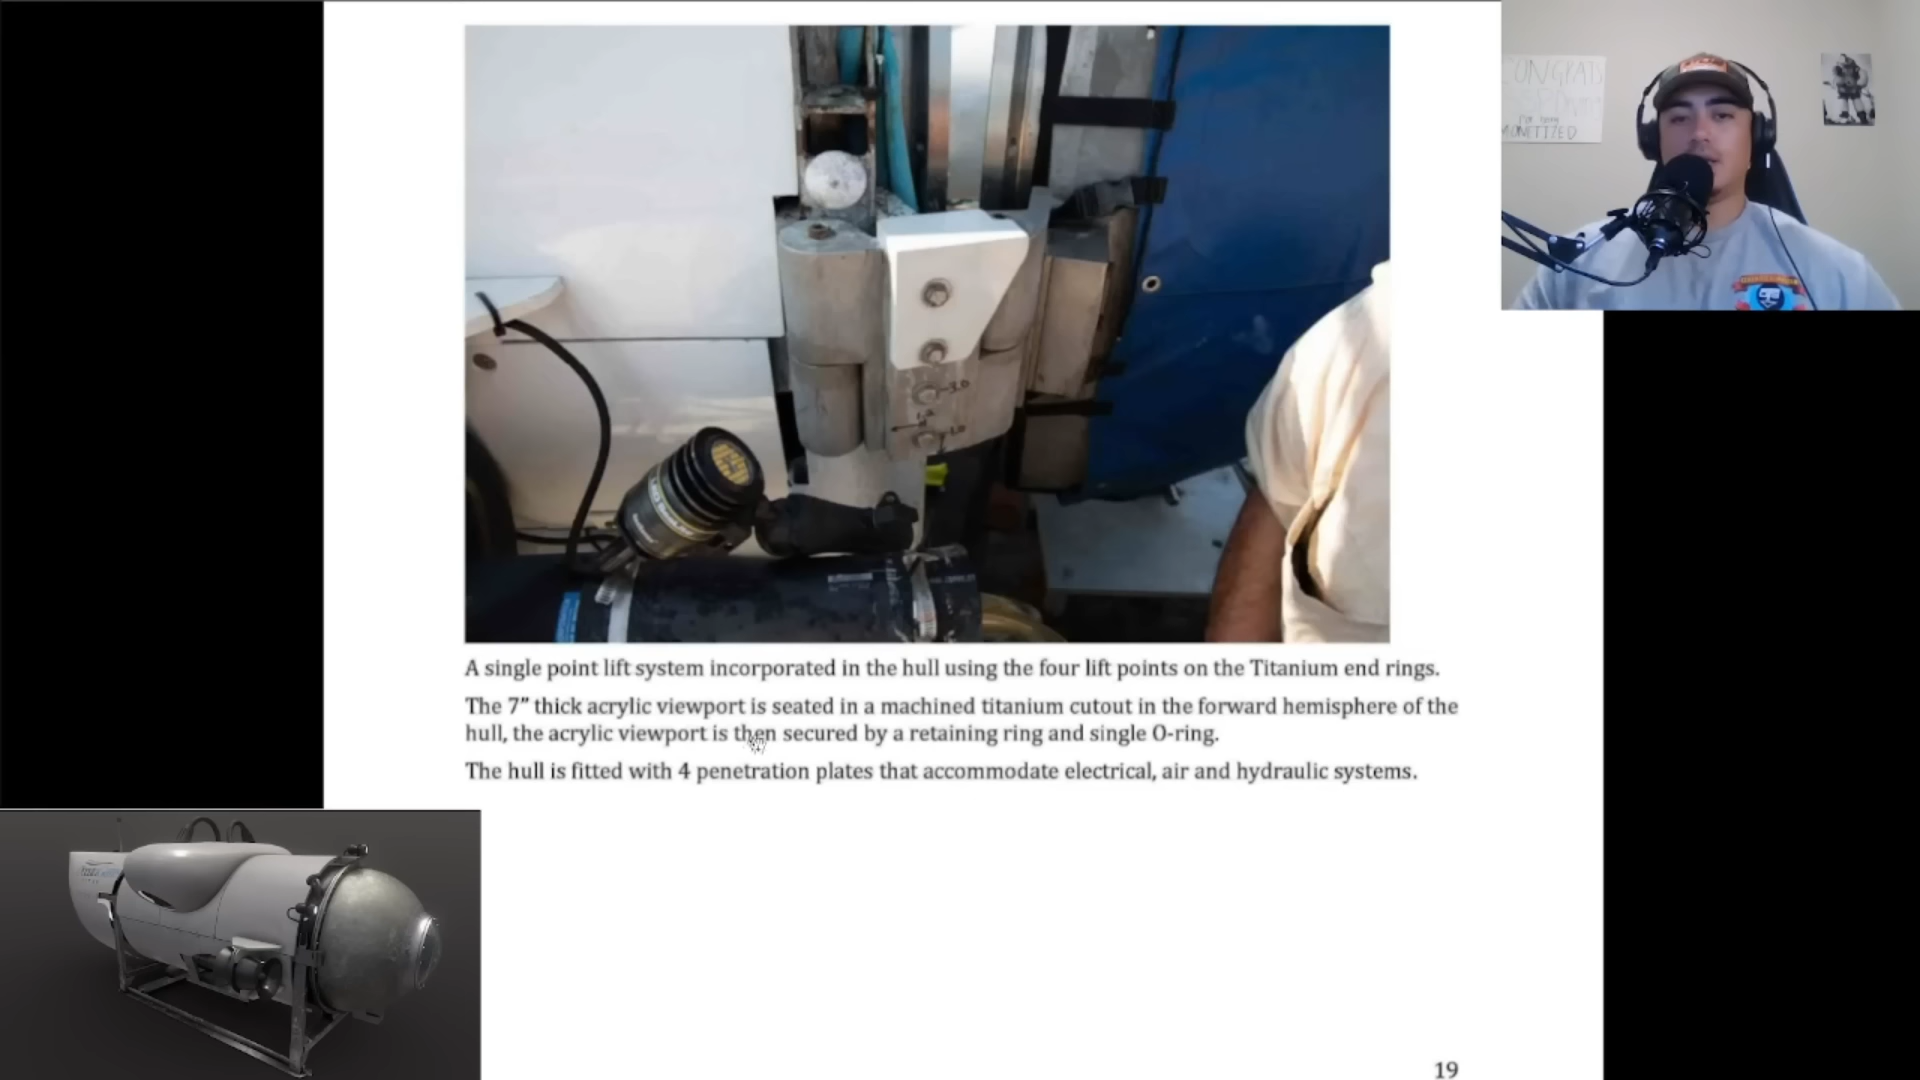 CONGRATS
MONETIZED
A single point lift system incorporated in the hull using the four lift points on the Titanium end rings.
The 7” thick acrylic viewport is seated in a machined titanium cutout in the forward hemisphere of the
hull, the acrylic viewport is then secured by a retaining ring and single O-ring.
The hull is fitted with 4 penetration plates that accommodate electrical, air and hydraulic systems.
19